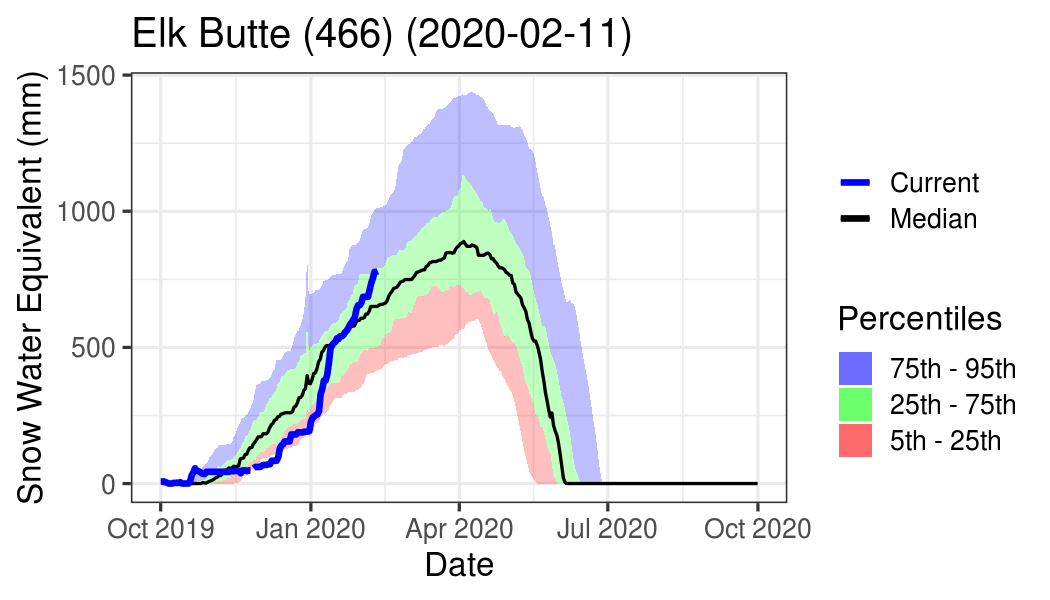 Elk Butte (466) (2020-02-11)
Snow Water Equivalent (mm)
1500
1000
500
0
Oct 2019 Jan 2020 Apr 2020 Jul 2020 Oct 2020
Date
Current
Median
Percentiles
75th - 95th
25th - 75th
5th - 25th